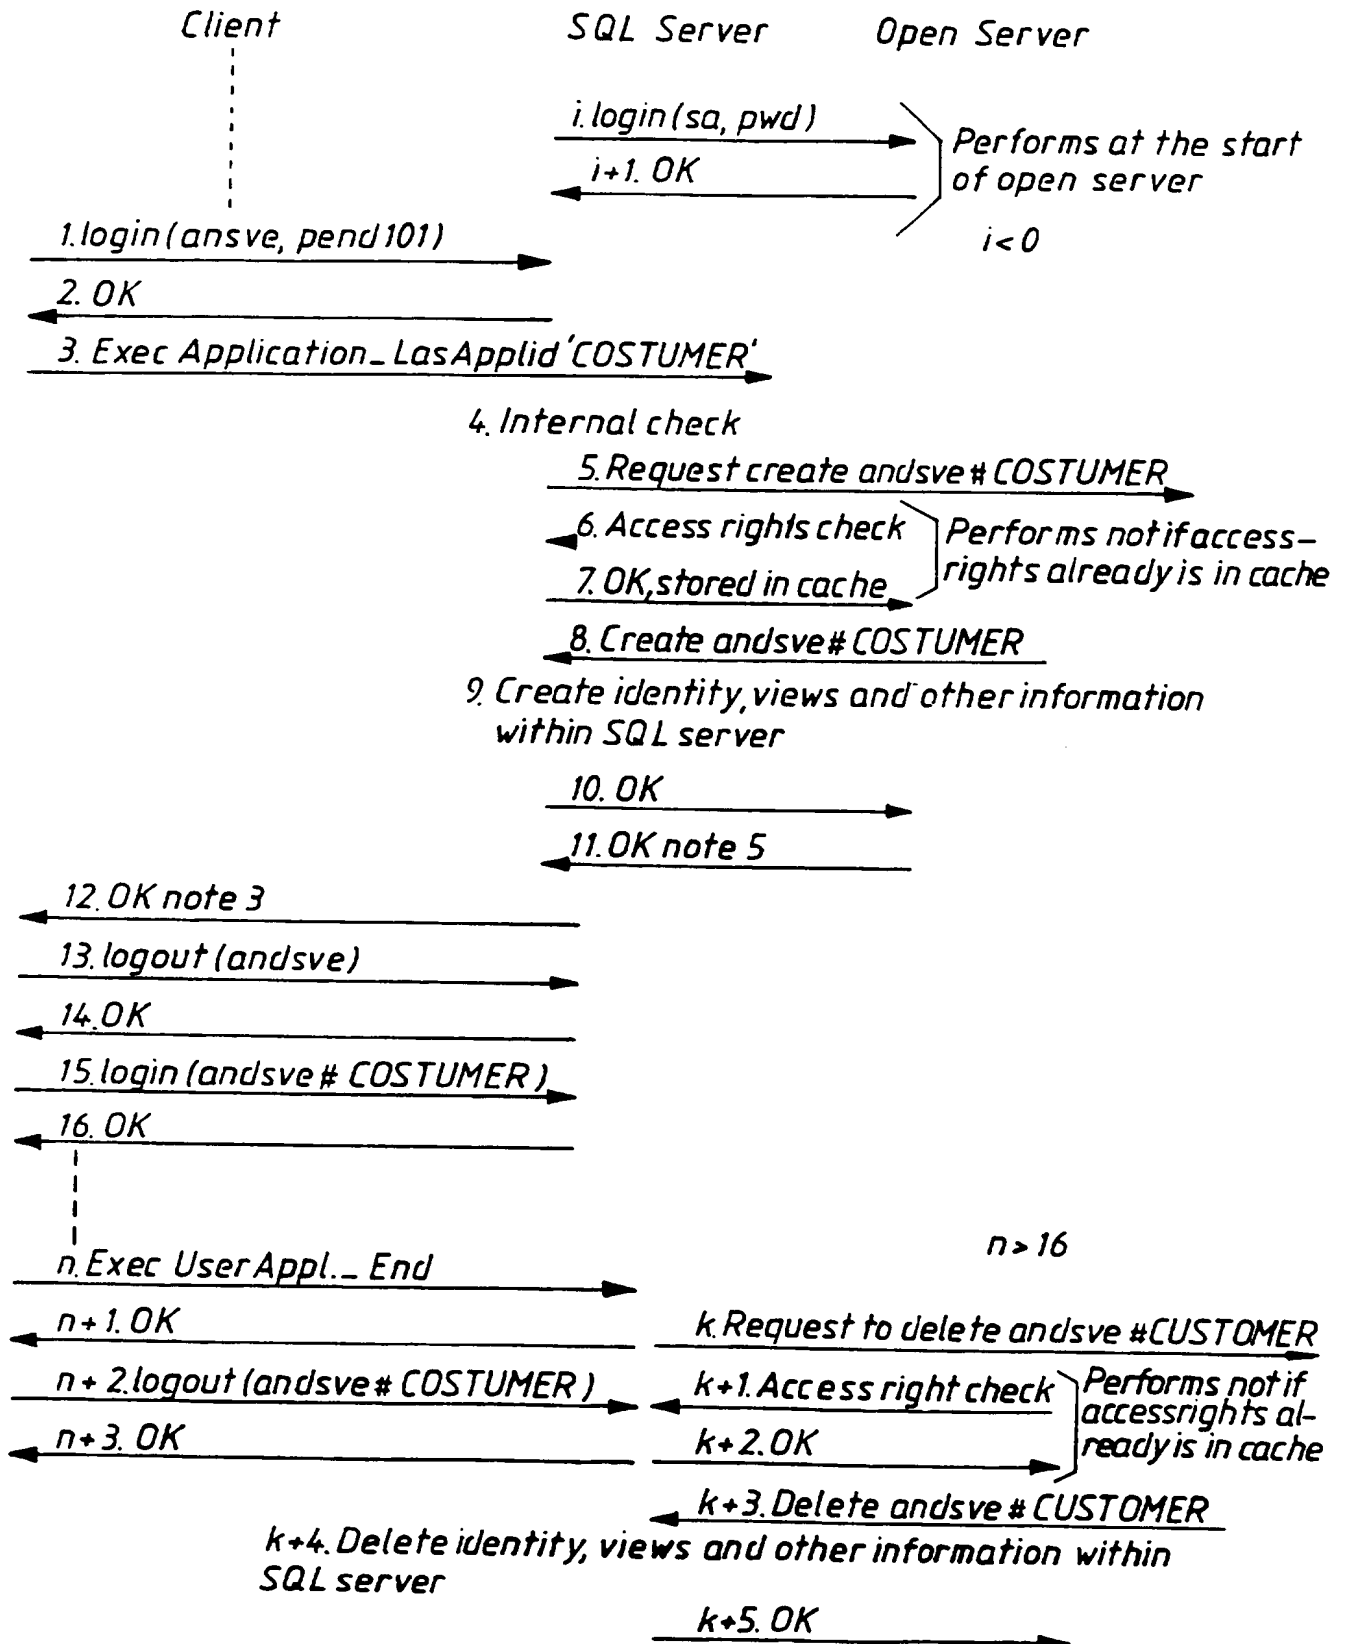 Client
SQL Server
Open Server
i. login (sa, pwd)
i+1. OK
Performs at the start
of open server
i < 0
1. login (ansve, pend101)
2. OK
3. Exec Application_LasApplid 'COSTUMER'
4. Internal check
5. Request create andsve # COSTUMER
6. Access rights check
7. OK, stored in cache
Performs not if access-
rights already is in cache
8. Create andsve # COSTUMER
9. Create identity, views and other information
within SQL server
10. OK
11. OK note 5
12. OK note 3
13. logout (andsve)
14. OK
15. login (andsve # COSTUMER)
16. OK
n > 16
n. Exec User Appl._ End
n+1. OK
k. Request to delete andsve #CUSTOMER
n+2. logout (andsve # COSTUMER)
k+1. Access right check
Performs not if
accessrights al-
ready is in cache
n+3. OK
k+2. OK
k+3. Delete andsve # CUSTOMER
k+4. Delete identity, views and other information within
SQL server
k+5. OK